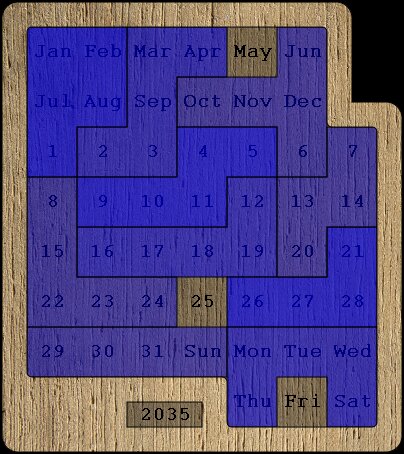 Jan Feb Mar Apr May Jun
Jul Aug Sep Oct Nov Dec
1 2 3 4 5 6 7
8 9 10 11 12 13 14
15 16 17 18 19 20 21
22 23 24 25 26 27 28
29 30 31 Sun Mon Tue Wed
Thu Fri Sat
2035